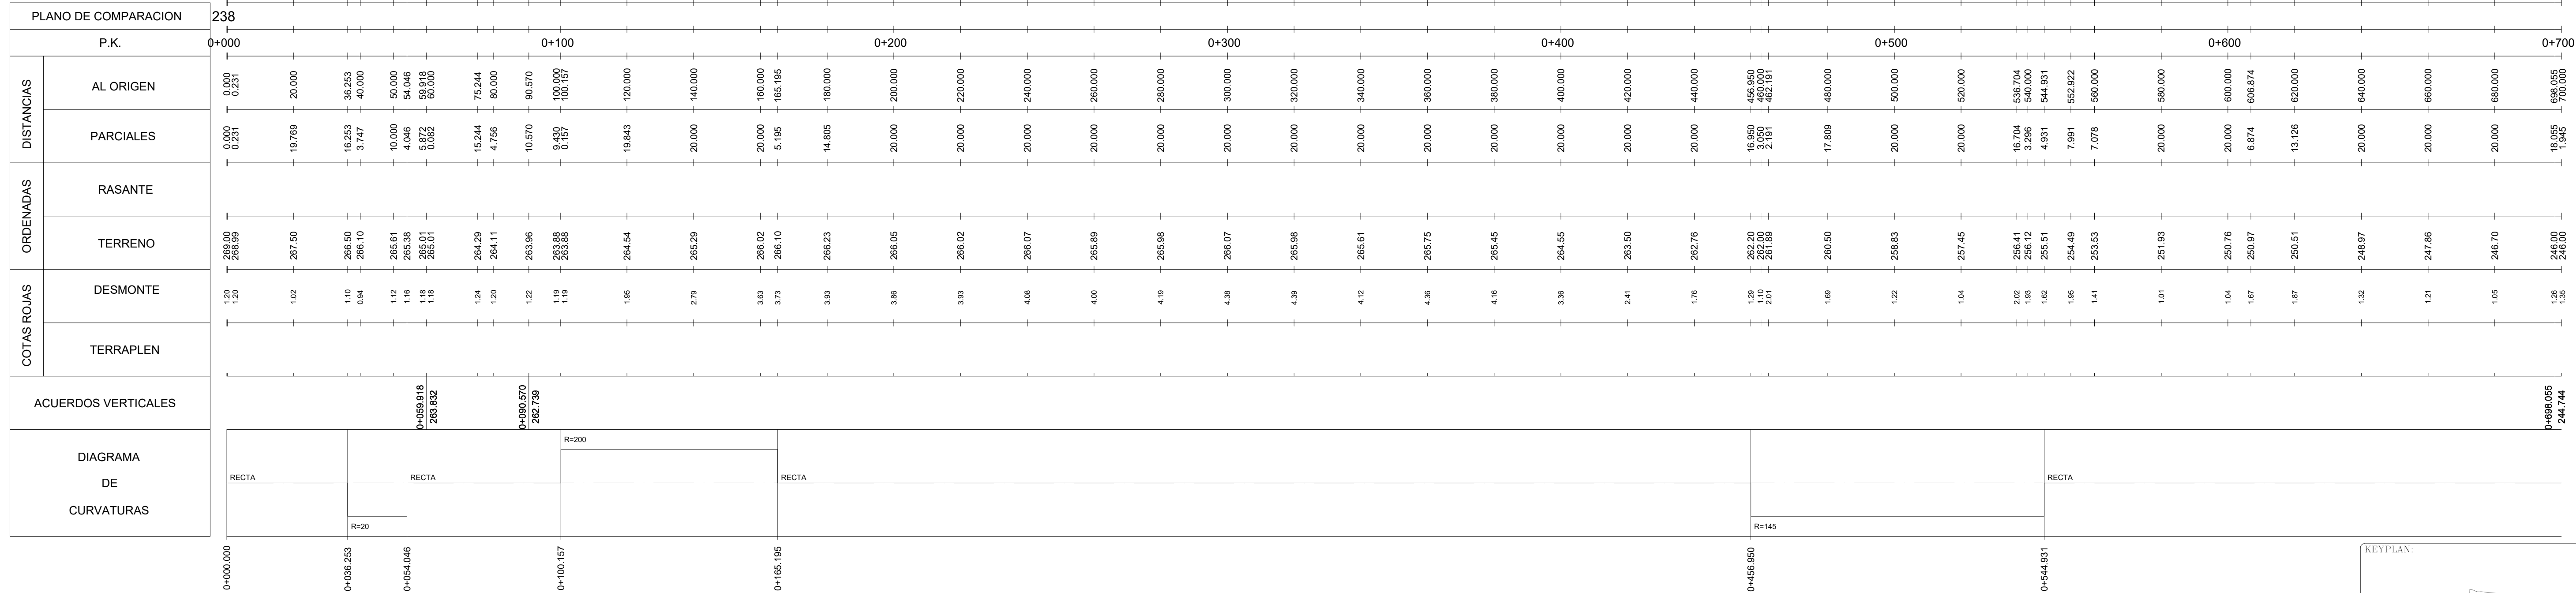 PLANO DE COMPARACION 238
P.K. 0+000 0+100 0+200 0+300 0+400 0+500 0+600 0+700
DISTANCIAS
AL ORIGEN 0.000 0.231 20.000 36.253 40.000 50.000 54.046 59.918 60.000 75.244 80.000 90.570 100.000 100.157 120.000 140.000 160.000 165.195 180.000 200.000 220.000 240.000 260.000 280.000 300.000 320.000 340.000 360.000 380.000 400.000 420.000 440.000 456.950 460.000 462.191 480.000 500.000 520.000 536.704 540.000 544.931 552.922 560.000 580.000 600.000 606.874 620.000 640.000 660.000 680.000 698.055 700.000
PARCIALES 0.000 0.231 19.769 16.253 3.747 10.000 4.046 5.872 0.082 15.244 4.756 10.570 9.430 0.157 19.843 20.000 20.000 5.195 14.805 20.000 20.000 20.000 20.000 20.000 20.000 20.000 20.000 20.000 20.000 20.000 20.000 20.000 16.950 3.050 2.191 17.809 20.000 20.000 16.704 3.296 4.931 7.991 7.078 20.000 20.000 6.874 13.126 20.000 20.000 20.000 18.055 1.945
ORDENADAS
RASANTE
TERRENO 269.00 268.99 267.50 266.50 266.10 265.61 265.38 265.01 265.01 264.29 264.11 263.96 263.88 263.88 264.54 265.29 266.02 266.10 266.23 266.05 266.02 266.07 265.89 265.98 266.07 265.98 265.61 265.75 265.45 264.55 263.50 262.76 262.20 262.00 261.89 260.50 258.83 257.45 256.41 256.12 255.51 254.49 253.53 251.93 250.76 250.97 250.51 248.97 247.86 246.70 246.00 246.00
COTAS ROJAS
DESMONTE 1.20 1.20 1.02 1.10 0.94 1.12 1.16 1.18 1.18 1.24 1.20 1.22 1.19 1.19 1.95 2.79 3.63 3.73 3.93 3.86 3.93 4.08 4.00 4.19 4.38 4.39 4.12 4.36 4.16 3.36 2.41 1.76 1.29 1.10 2.01 1.69 1.22 1.04 2.02 1.93 1.62 1.95 1.41 1.01 1.04 1.67 1.87 1.32 1.21 1.05 1.26 1.35
TERRAPLEN
ACUERDOS VERTICALES 0+059.918 263.832 0+090.570 262.739 0+698.055 244.744
DIAGRAMA
DE
CURVATURAS
RECTA R=20 RECTA R=200 RECTA R=145 RECTA
0+000.000 0+036.253 0+054.046 0+100.157 0+165.195 0+456.950 0+544.931
KEYPLAN: